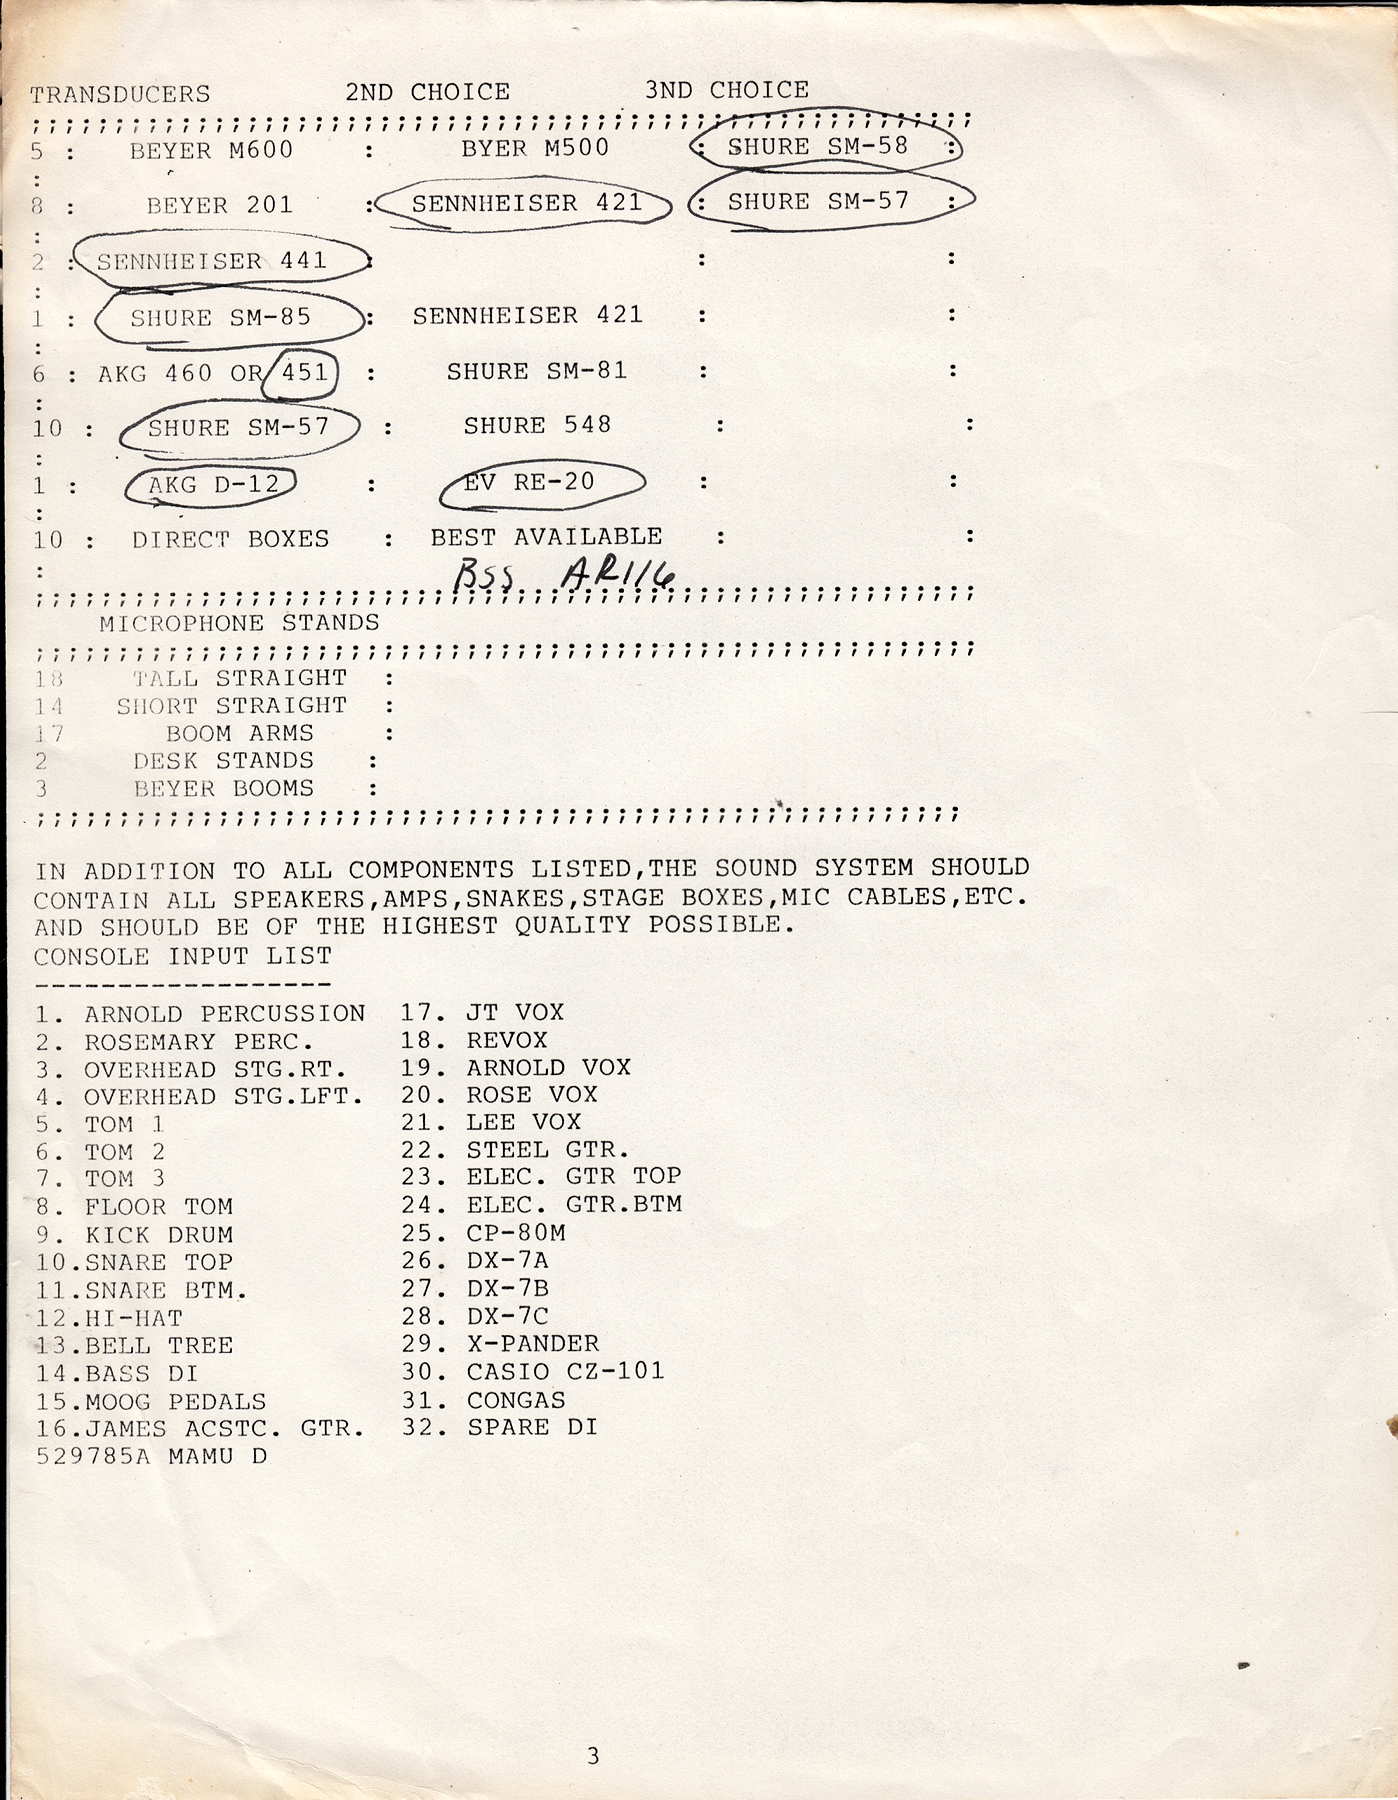 TRANSDUCERS 2ND CHOICE 3ND CHOICE
;;;;;;;;;;;;;;;;;;;;;;;;;;;;;;;;;;;;;;;;;;;;;;;;;;;;;;;;;
5 : BEYER M600 : BYER M500 : SHURE SM-58 :
:
8 : BEYER 201 : SENNHEISER 421 : SHURE SM-57 :
:
2 : SENNHEISER 441 : : :
:
1 : SHURE SM-85 : SENNHEISER 421 : :
:
6 : AKG 460 OR 451 : SHURE SM-81 : :
:
10 : SHURE SM-57 : SHURE 548 : :
:
1 : AKG D-12 : EV RE-20 : :
:
10 : DIRECT BOXES : BEST AVAILABLE : :
: BSS AR116
;;;;;;;;;;;;;;;;;;;;;;;;;;;;;;;;;;;;;;;;;;;;;;;;;;;;;;;;;
MICROPHONE STANDS
;;;;;;;;;;;;;;;;;;;;;;;;;;;;;;;;;;;;;;;;;;;;;;;;;;;;;;;;;
18 TALL STRAIGHT :
14 SHORT STRAIGHT :
17 BOOM ARMS :
2 DESK STANDS :
3 BEYER BOOMS :
;;;;;;;;;;;;;;;;;;;;;;;;;;;;;;;;;;;;;;;;;;;;;;;;;;;;;;;;
IN ADDITION TO ALL COMPONENTS LISTED,THE SOUND SYSTEM SHOULD
CONTAIN ALL SPEAKERS,AMPS,SNAKES,STAGE BOXES,MIC CABLES,ETC.
AND SHOULD BE OF THE HIGHEST QUALITY POSSIBLE.
CONSOLE INPUT LIST
------------------
1. ARNOLD PERCUSSION 17. JT VOX
2. ROSEMARY PERC. 18. REVOX
3. OVERHEAD STG.RT. 19. ARNOLD VOX
4. OVERHEAD STG.LFT. 20. ROSE VOX
5. TOM 1 21. LEE VOX
6. TOM 2 22. STEEL GTR.
7. TOM 3 23. ELEC. GTR TOP
8. FLOOR TOM 24. ELEC. GTR.BTM
9. KICK DRUM 25. CP-80M
10.SNARE TOP 26. DX-7A
11.SNARE BTM. 27. DX-7B
12.HI-HAT 28. DX-7C
13.BELL TREE 29. X-PANDER
14.BASS DI 30. CASIO CZ-101
15.MOOG PEDALS 31. CONGAS
16.JAMES ACSTC. GTR. 32. SPARE DI
529785A MAMU D
3